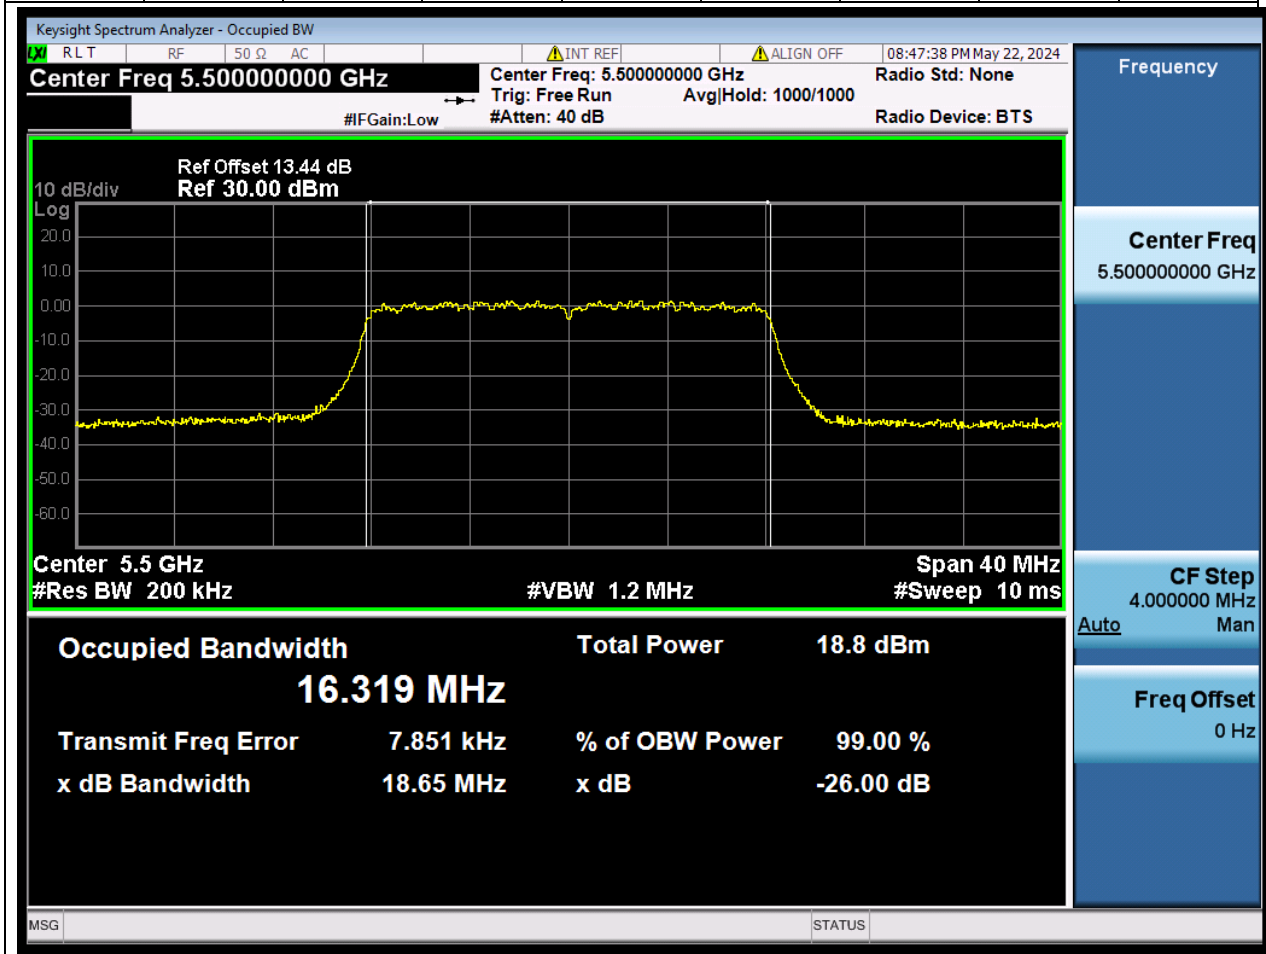 Keysight Spectrum Analyzer - Occupied BW
LXI RLT RF 50 Ω AC INT REF ALIGN OFF 08:47:38 PM May 22, 2024
Center Freq 5.500000000 GHz
#IFGain:Low
Center Freq: 5.500000000 GHz
Trig: Free Run Avg|Hold: 1000/1000
#Atten: 40 dB
Radio Std: None
Radio Device: BTS
Ref Offset 13.44 dB
10 dB/div Ref 30.00 dBm
Log
20.0
10.0
0.00
-10.0
-20.0
-30.0
-40.0
-50.0
-60.0
Center 5.5 GHz Span 40 MHz
#Res BW 200 kHz #VBW 1.2 MHz #Sweep 10 ms
Occupied Bandwidth Total Power 18.8 dBm
16.319 MHz
Transmit Freq Error 7.851 kHz % of OBW Power 99.00 %
x dB Bandwidth 18.65 MHz x dB -26.00 dB
Frequency
Center Freq
5.500000000 GHz
CF Step
4.000000 MHz
Auto Man
Freq Offset
0 Hz
MSG STATUS